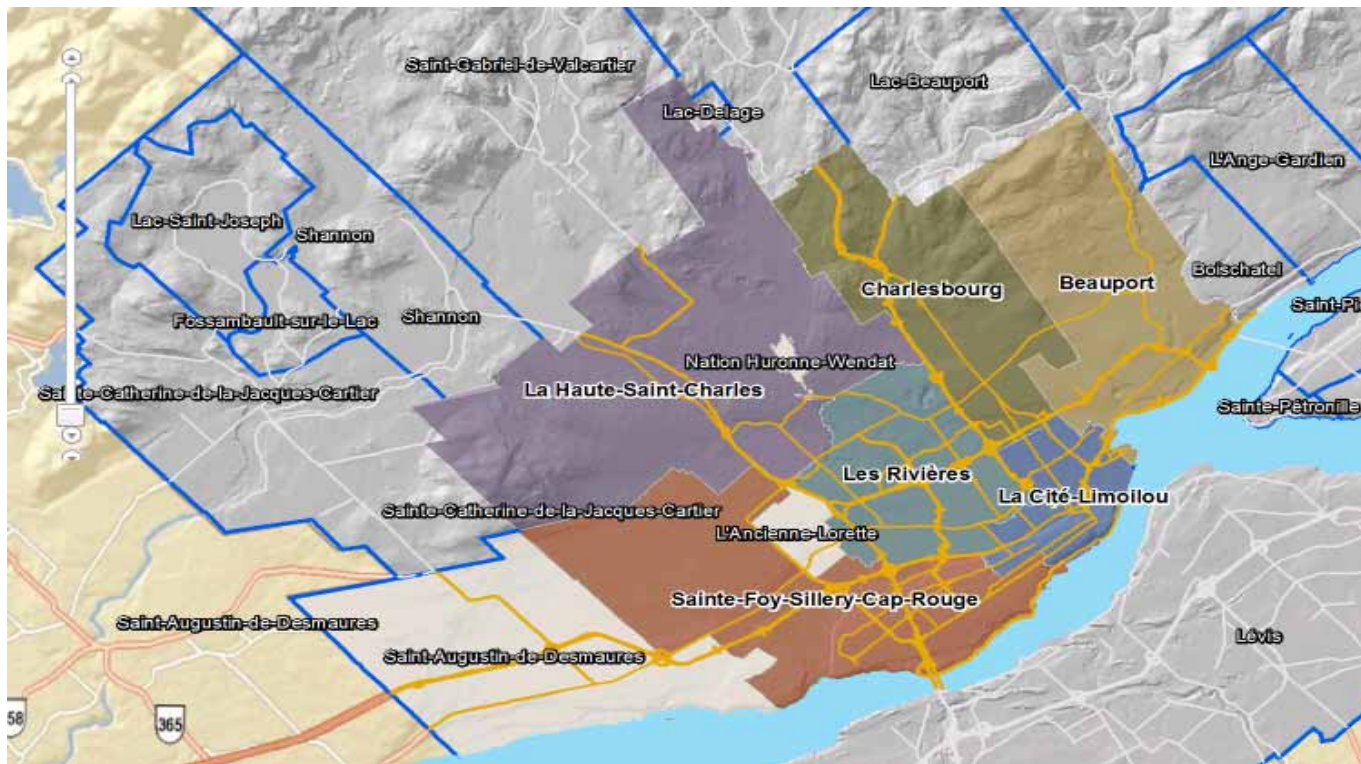 Saint-Gabriel-de-Valcartier
Lac-Beauport
Lac-Delage
L'Ange-Gardien
Lac-Saint-Joseph
Shannon
Boischatel
Beauport
Charlesbourg
Saint-Pi
Fossambault-sur-le-Lac
Shannon
Nation Huronne-Wendat
La Haute-Saint-Charles
Sainte-Catherine-de-la-Jacques-Cartier
Sainte-Pétronille
Les Rivières
La Cité-Limoilou
Sainte-Catherine-de-la-Jacques-Cartier
L'Ancienne-Lorette
Sainte-Foy-Sillery-Cap-Rouge
Saint-Augustin-de-Desmaures
Lévis
Saint-Augustin-de-Desmaures
58
365